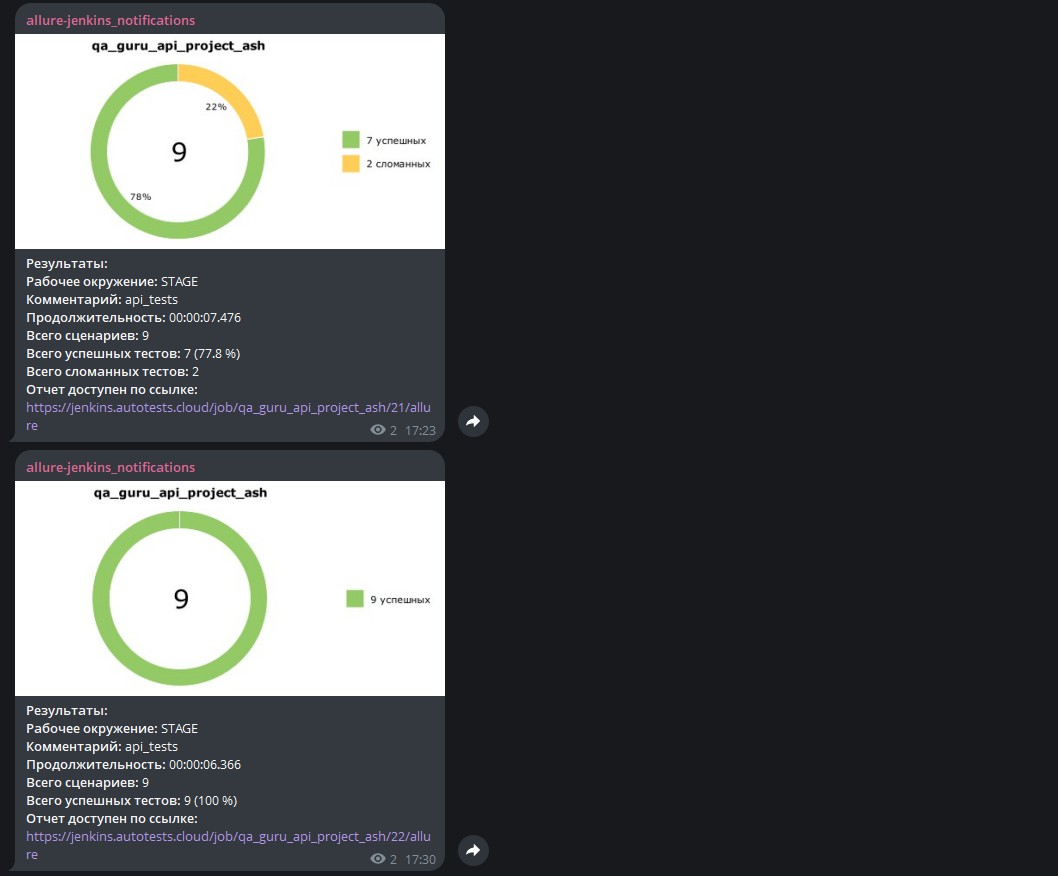 allure-jenkins_notifications
qa_guru_api_project_ash
22%
9
7 успешных
2 сломанных
78%
Результаты:
Рабочее окружение: STAGE
Комментарий: api_tests
Продолжительность: 00:00:07.476
Всего сценариев: 9
Всего успешных тестов: 7 (77.8 %)
Всего сломанных тестов: 2
Отчет доступен по ссылке:
https://jenkins.autotests.cloud/job/qa_guru_api_project_ash/21/allu
re
2 17:23
allure-jenkins_notifications
qa_guru_api_project_ash
9
9 успешных
Результаты:
Рабочее окружение: STAGE
Комментарий: api_tests
Продолжительность: 00:00:06.366
Всего сценариев: 9
Всего успешных тестов: 9 (100 %)
Отчет доступен по ссылке:
https://jenkins.autotests.cloud/job/qa_guru_api_project_ash/22/allu
re
2 17:30